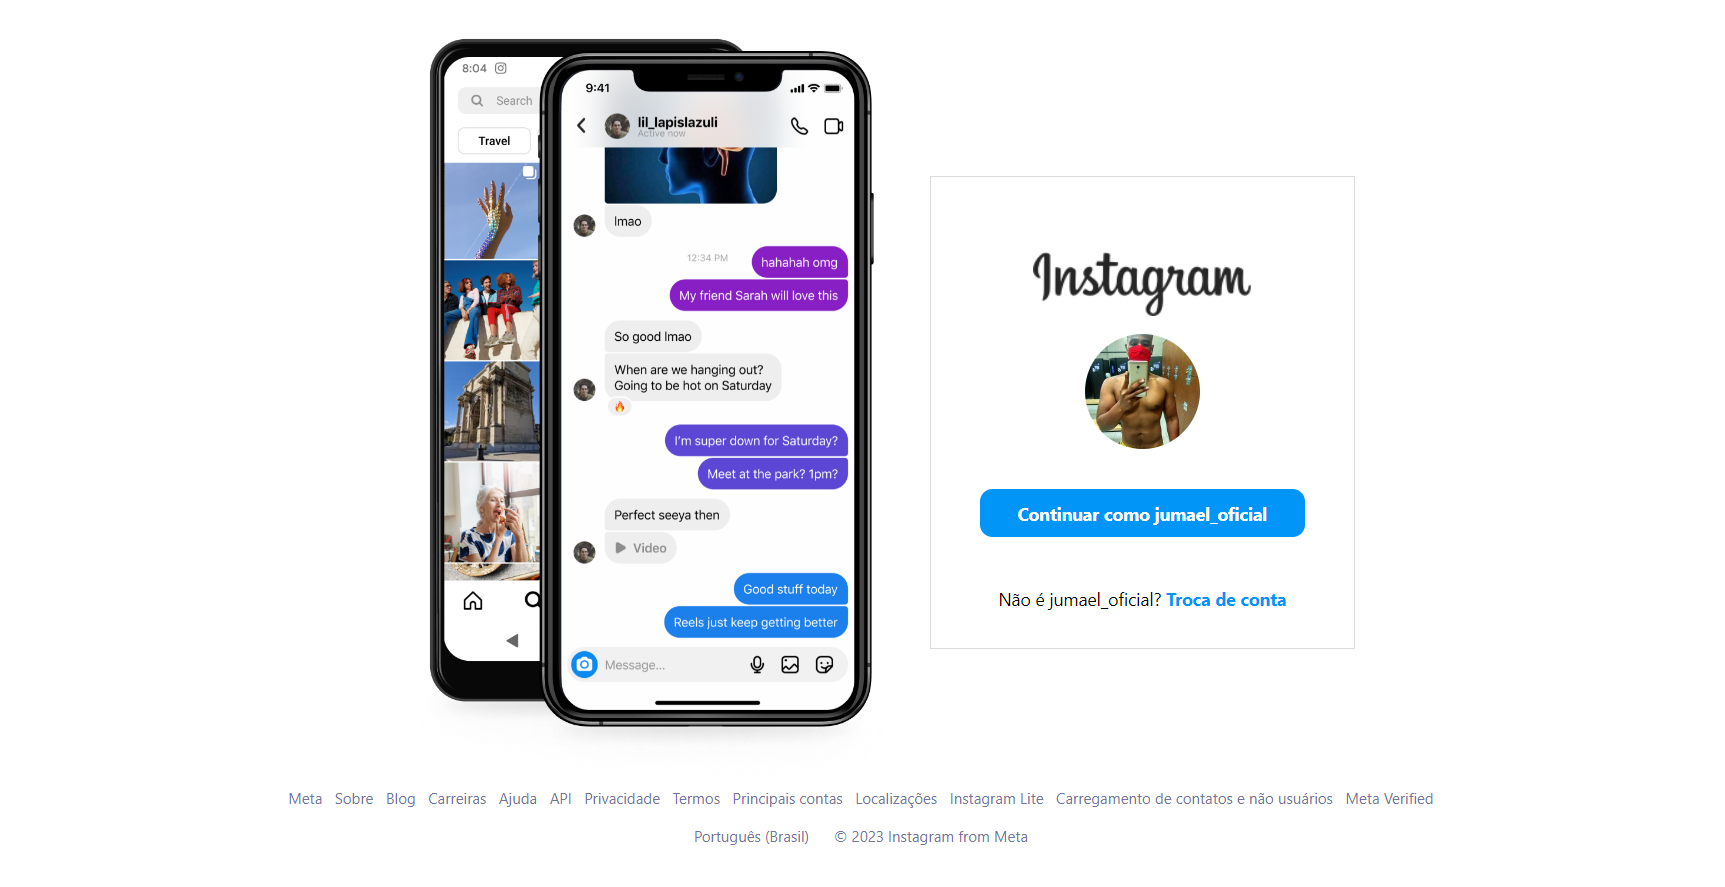 8:04
Search
Travel
9:41
lil_lapislazuli
Active now
lmao
12:34 PM
hahahah omg
My friend Sarah will love this
So good lmao
When are we hanging out?
Going to be hot on Saturday
I'm super down for Saturday?
Meet at the park? 1pm?
Perfect seeya then
Video
Good stuff today
Reels just keep getting better
Message...
Instagram
Continuar como jumael_oficial
Não é jumael_oficial? Troca de conta
Meta Sobre Blog Carreiras Ajuda API Privacidade Termos Principais contas Localizações Instagram Lite Carregamento de contatos e não usuários Meta Verified
Português (Brasil) © 2023 Instagram from Meta